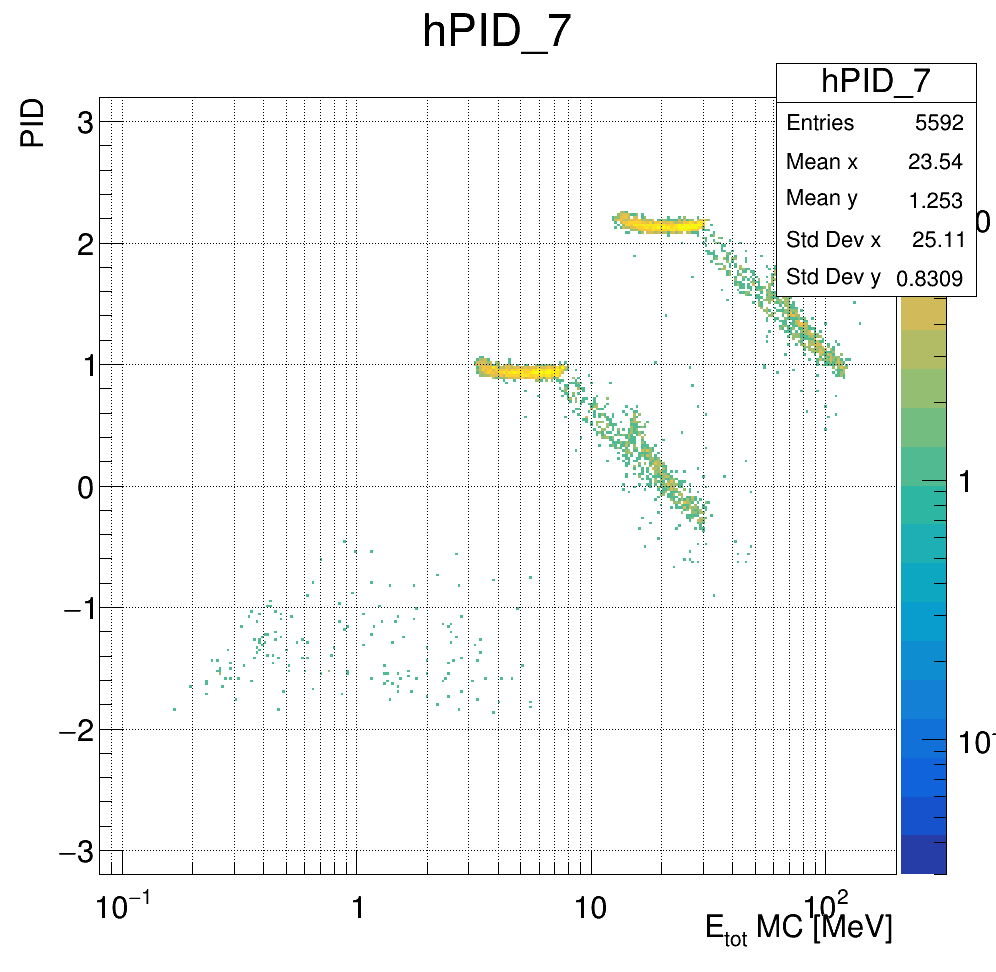 hPID_7
hPID_7
Entries 5592
Mean x 23.54
Mean y 1.253
Std Dev x 25.11
Std Dev y 0.8309
PID
3
2
1
0
−1
−2
−3
10⁻¹
1
10
10²
E_tot MC [MeV]
0
1
10⁻